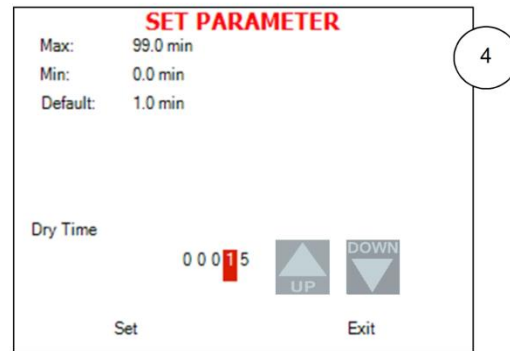 SET PARAMETER
Max: 99.0 min
Min: 0.0 min
Default: 1.0 min
4
Dry Time
0 0 0 1 5
UP
DOWN
Set Exit